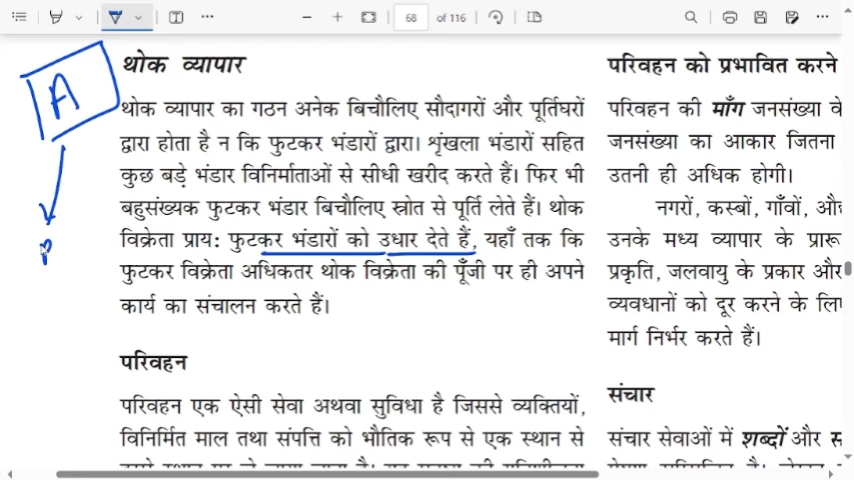 68 of 116
A
थोक व्यापार
थोक व्यापार का गठन अनेक बिचौलिए सौदागरों और पूर्तिघरों
द्वारा होता है न कि फुटकर भंडारों द्वारा। शृंखला भंडारों सहित
कुछ बड़े भंडार विनिर्माताओं से सीधी खरीद करते हैं। फिर भी
बहुसंख्यक फुटकर भंडार बिचौलिए स्रोत से पूर्ति लेते हैं। थोक
विक्रेता प्राय: फुटकर भंडारों को उधार देते हैं, यहाँ तक कि
फुटकर विक्रेता अधिकतर थोक विक्रेता की पूँजी पर ही अपने
कार्य का संचालन करते हैं।
परिवहन
परिवहन एक ऐसी सेवा अथवा सुविधा है जिससे व्यक्तियों,
विनिर्मित माल तथा संपत्ति को भौतिक रूप से एक स्थान से
परिवहन को प्रभावित करने
परिवहन की माँग जनसंख्या के
जनसंख्या का आकार जितना
उतनी ही अधिक होगी।
नगरों, कस्बों, गाँवों, औ
उनके मध्य व्यापार के प्रारू
प्रकृति, जलवायु के प्रकार और
व्यवधानों को दूर करने के लि
मार्ग निर्भर करते हैं।
संचार
संचार सेवाओं में शब्दों और